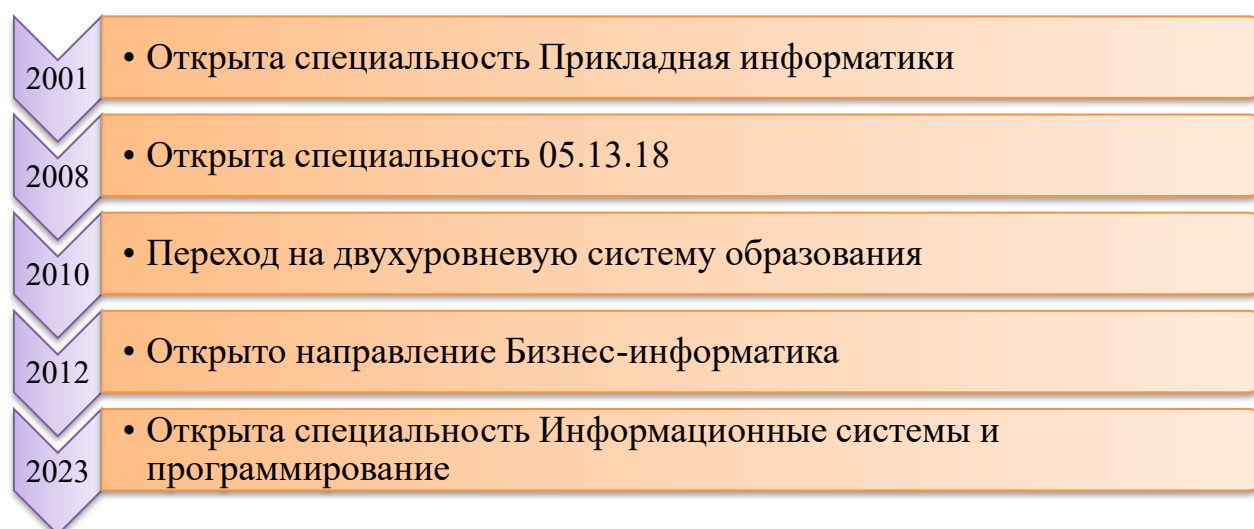 2001
• Открыта специальность Прикладная информатики
2008
• Открыта специальность 05.13.18
2010
• Переход на двухуровневую систему образования
2012
• Открыто направление Бизнес-информатика
2023
• Открыта специальность Информационные системы и
программирование